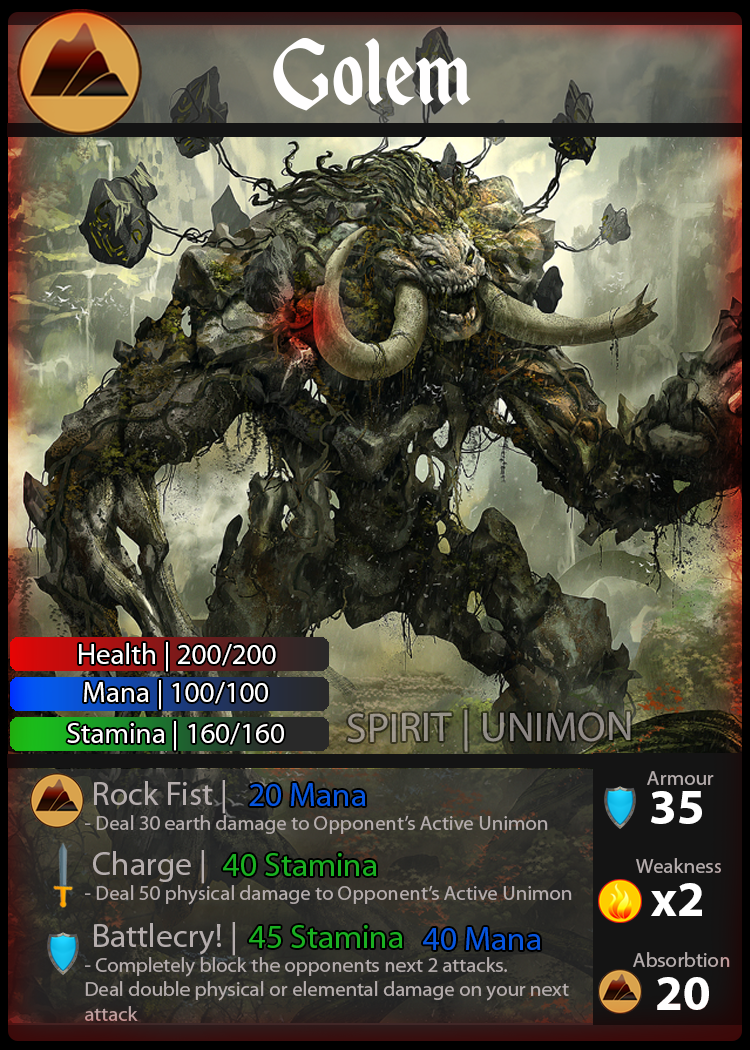 Golem
Health | 200/200
Mana | 100/100
Stamina | 160/160
SPIRIT | UNIMON
Rock Fist | 20 Mana
- Deal 30 earth damage to Opponent's Active Unimon
Charge | 40 Stamina
- Deal 50 physical damage to Opponent's Active Unimon
Battlecry! | 45 Stamina 40 Mana
- Completely block the opponents next 2 attacks.
Deal double physical or elemental damage on your next
attack
Armour
35
Weakness
x2
Absorbtion
20